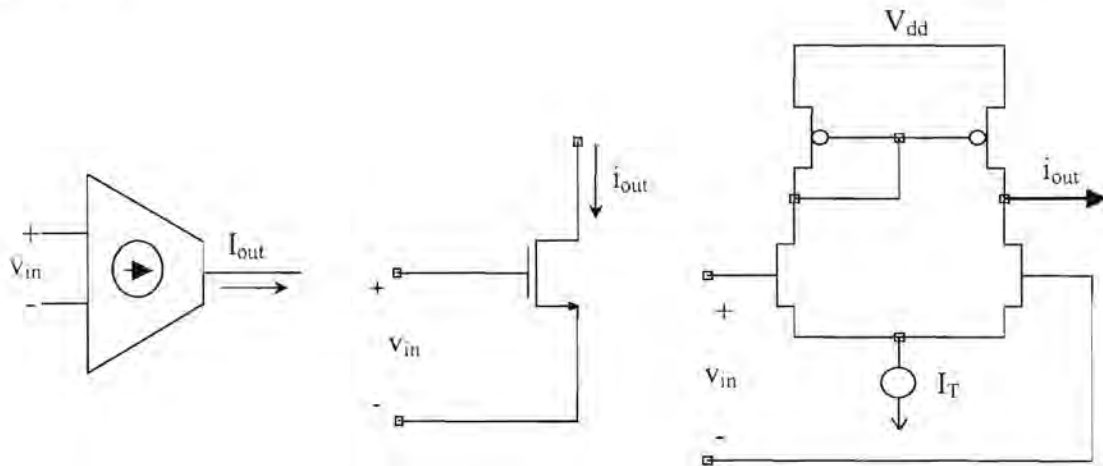 V_dd
i_out
+
V_in
-
I_out
+
v_in
-
i_out
+
v_in
-
I_T